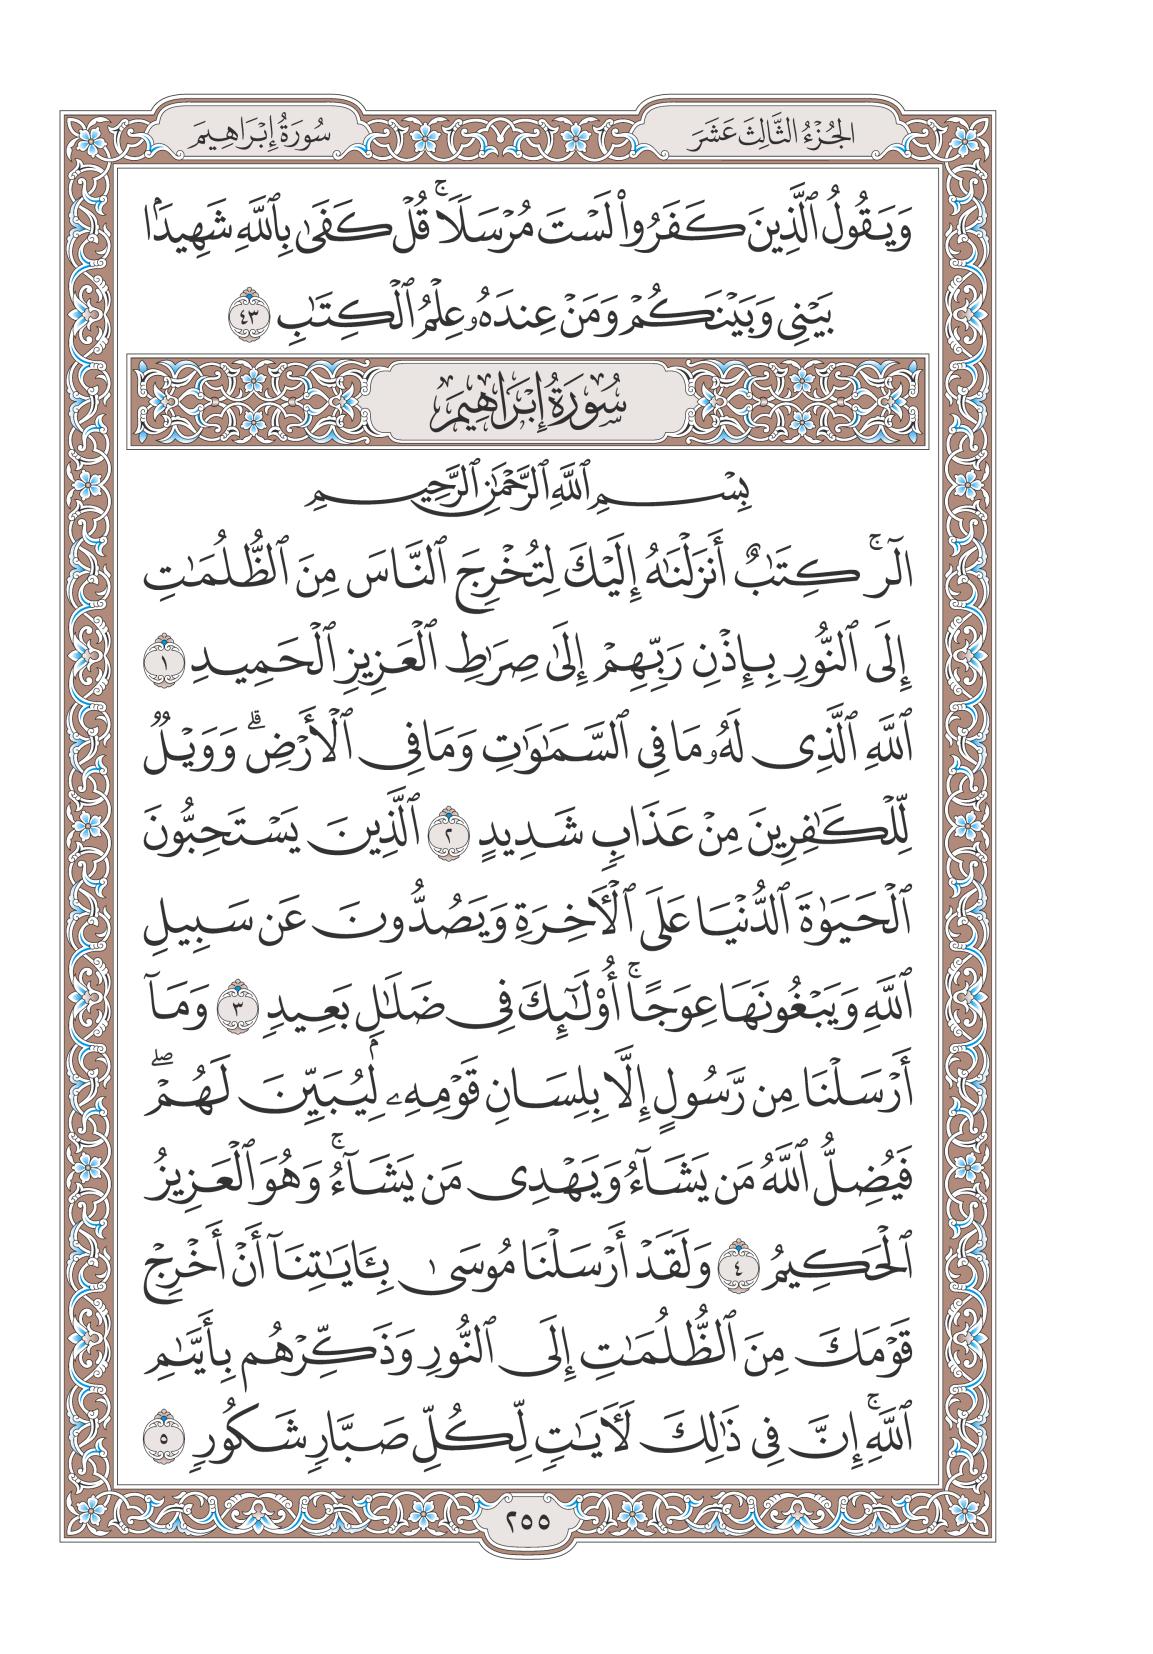 الجُزْءُ الثَّالِثَ عَشَرَ
سُورَةُ إِبْرَاهِيمَ
وَيَقُولُ ٱلَّذِينَ كَفَرُوا۟ لَسْتَ مُرْسَلًۭا ۚ قُلْ كَفَىٰ بِٱللَّهِ شَهِيدًۢا
بَيْنِى وَبَيْنَكُمْ وَمَنْ عِندَهُۥ عِلْمُ ٱلْكِتَـٰبِ ٤٣
سُورَةُ إِبْرَاهِيمَ
بِسْمِ ٱللَّهِ ٱلرَّحْمَـٰنِ ٱلرَّحِيمِ
الٓر ۚ كِتَـٰبٌ أَنزَلْنَـٰهُ إِلَيْكَ لِتُخْرِجَ ٱلنَّاسَ مِنَ ٱلظُّلُمَـٰتِ
إِلَى ٱلنُّورِ بِإِذْنِ رَبِّهِمْ إِلَىٰ صِرَٰطِ ٱلْعَزِيزِ ٱلْحَمِيدِ ١
ٱللَّهِ ٱلَّذِى لَهُۥ مَا فِى ٱلسَّمَـٰوَٰتِ وَمَا فِى ٱلْأَرْضِ ۗ وَوَيْلٌۭ
لِّلْكَـٰفِرِينَ مِنْ عَذَابٍۢ شَدِيدٍ ٢ ٱلَّذِينَ يَسْتَحِبُّونَ
ٱلْحَيَوٰةَ ٱلدُّنْيَا عَلَى ٱلْـَٔاخِرَةِ وَيَصُدُّونَ عَن سَبِيلِ
ٱللَّهِ وَيَبْغُونَهَا عِوَجًا ۚ أُو۟لَـٰٓئِكَ فِى ضَلَـٰلٍۭ بَعِيدٍۢ ٣ وَمَآ
أَرْسَلْنَا مِن رَّسُولٍ إِلَّا بِلِسَانِ قَوْمِهِۦ لِيُبَيِّنَ لَهُمْ ۖ
فَيُضِلُّ ٱللَّهُ مَن يَشَآءُ وَيَهْدِى مَن يَشَآءُ ۚ وَهُوَ ٱلْعَزِيزُ
ٱلْحَكِيمُ ٤ وَلَقَدْ أَرْسَلْنَا مُوسَىٰ بِـَٔايَـٰتِنَآ أَنْ أَخْرِجْ
قَوْمَكَ مِنَ ٱلظُّلُمَـٰتِ إِلَى ٱلنُّورِ وَذَكِّرْهُم بِأَيَّىٰمِ
ٱللَّهِ ۚ إِنَّ فِى ذَٰلِكَ لَـَٔايَـٰتٍۢ لِّكُلِّ صَبَّارٍۢ شَكُورٍۢ ٥
٢٥٥